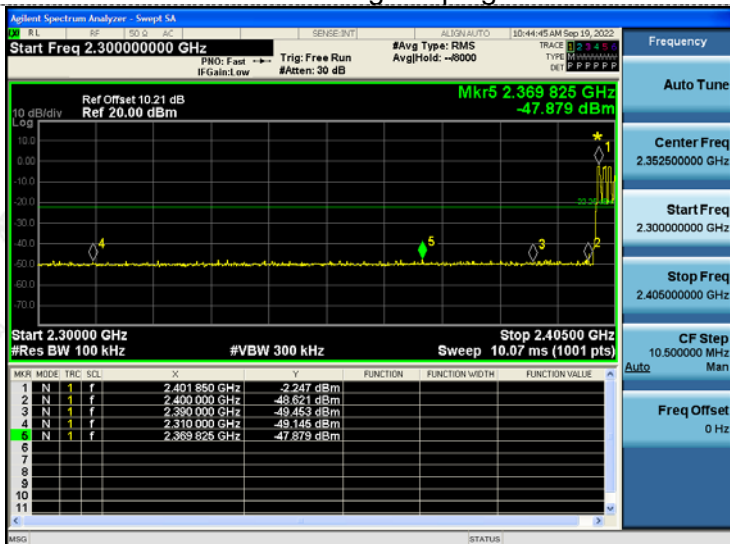 Agilent Spectrum Analyzer - Swept SA
RL RF 50 Ω AC SENSE:INT ALIGN AUTO 10:44:45 AM Sep 19, 2022
Start Freq 2.300000000 GHz
PNO: Fast
IFGain:Low
Trig: Free Run
#Atten: 30 dB
#Avg Type: RMS
Avg|Hold: --/8000
TRACE 1 2 3 4 5 6
TYPE M
DET P P P P P P
Frequency
Auto Tune
Center Freq
2.352500000 GHz
Start Freq
2.300000000 GHz
Stop Freq
2.405000000 GHz
CF Step
10.500000 MHz
Auto Man
Freq Offset
0 Hz
Mkr5 2.369 825 GHz
-47.879 dBm
Ref Offset 10.21 dB
10 dB/div Ref 20.00 dBm
Log
10.0
0.00
-10.0
-20.0
-30.0
-40.0
-50.0
-60.0
-70.0
* 1
4
5
3
2
Start 2.30000 GHz Stop 2.40500 GHz
#Res BW 100 kHz #VBW 300 kHz Sweep 10.07 ms (1001 pts)
MKR MODE TRC SCL X Y FUNCTION FUNCTION WIDTH FUNCTION VALUE
1 N 1 f 2.401 850 GHz -2.247 dBm
2 N 1 f 2.400 000 GHz -48.621 dBm
3 N 1 f 2.390 000 GHz -49.453 dBm
4 N 1 f 2.310 000 GHz -49.145 dBm
5 N 1 f 2.369 825 GHz -47.879 dBm
6
7
8
9
10
11
MSG STATUS